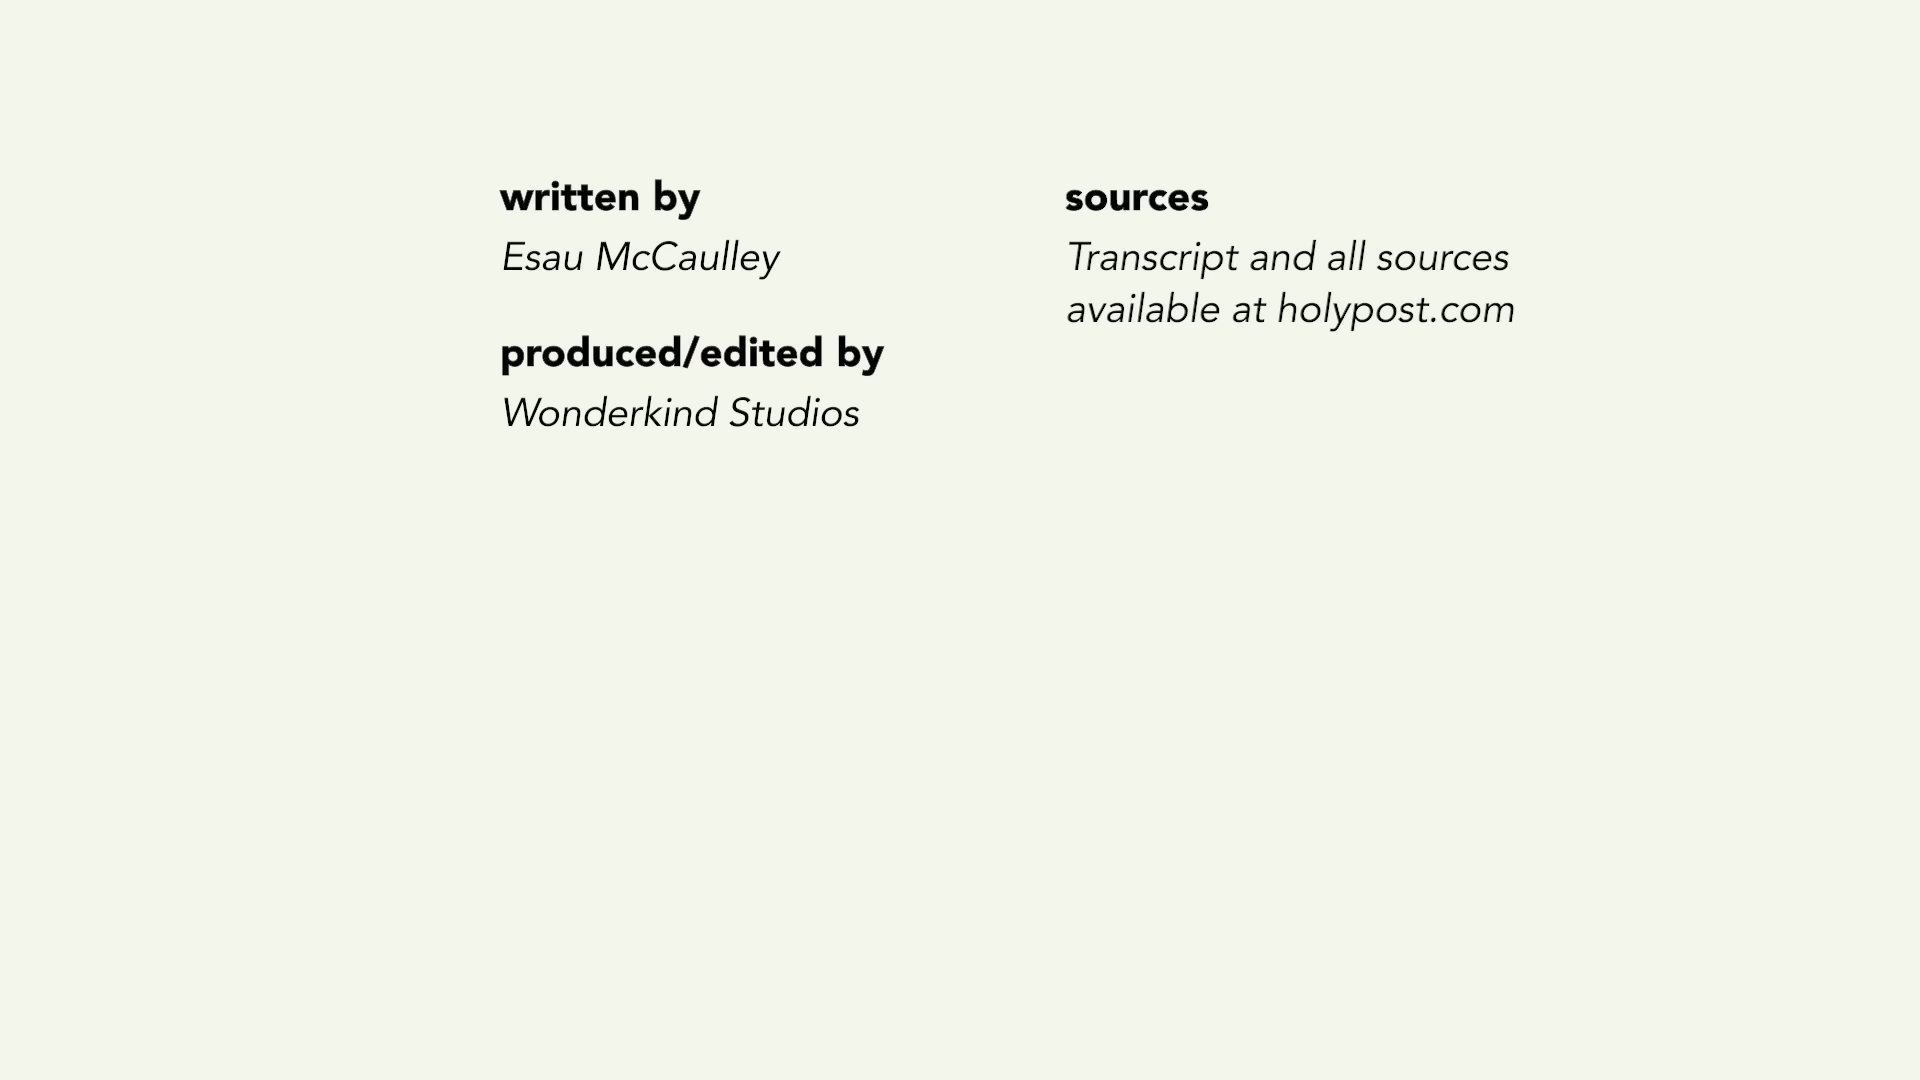 written by
Esau McCaulley
produced/edited by
Wonderkind Studios
sources
Transcript and all sources
available at holypost.com